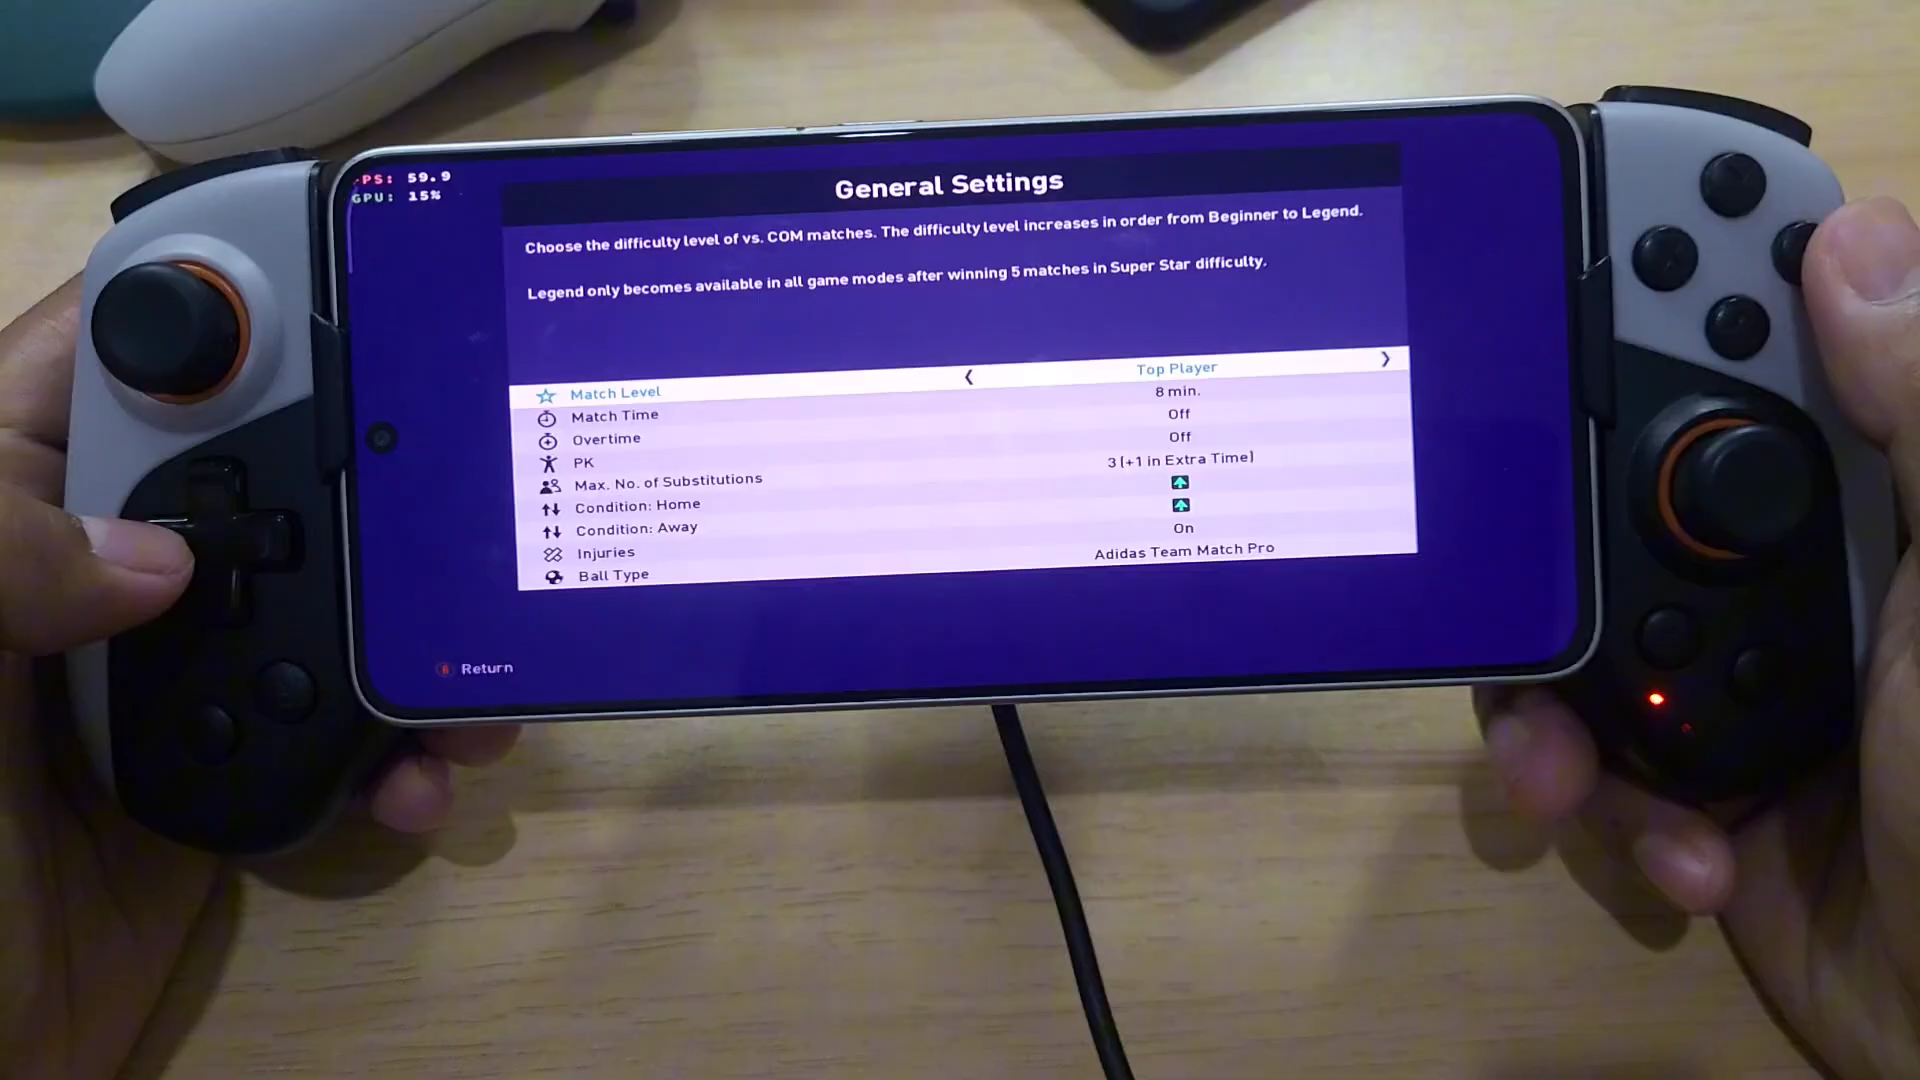 PS: 59.9
GPU: 15%
General Settings
Choose the difficulty level of vs. COM matches. The difficulty level increases in order from Beginner to Legend.
Legend only becomes available in all game modes after winning 5 matches in Super Star difficulty.
Match Level Top Player
Match Time 8 min.
Overtime Off
PK Off
Max. No. of Substitutions 3 (+1 in Extra Time)
Condition: Home
Condition: Away
Injuries On
Ball Type Adidas Team Match Pro
B Return